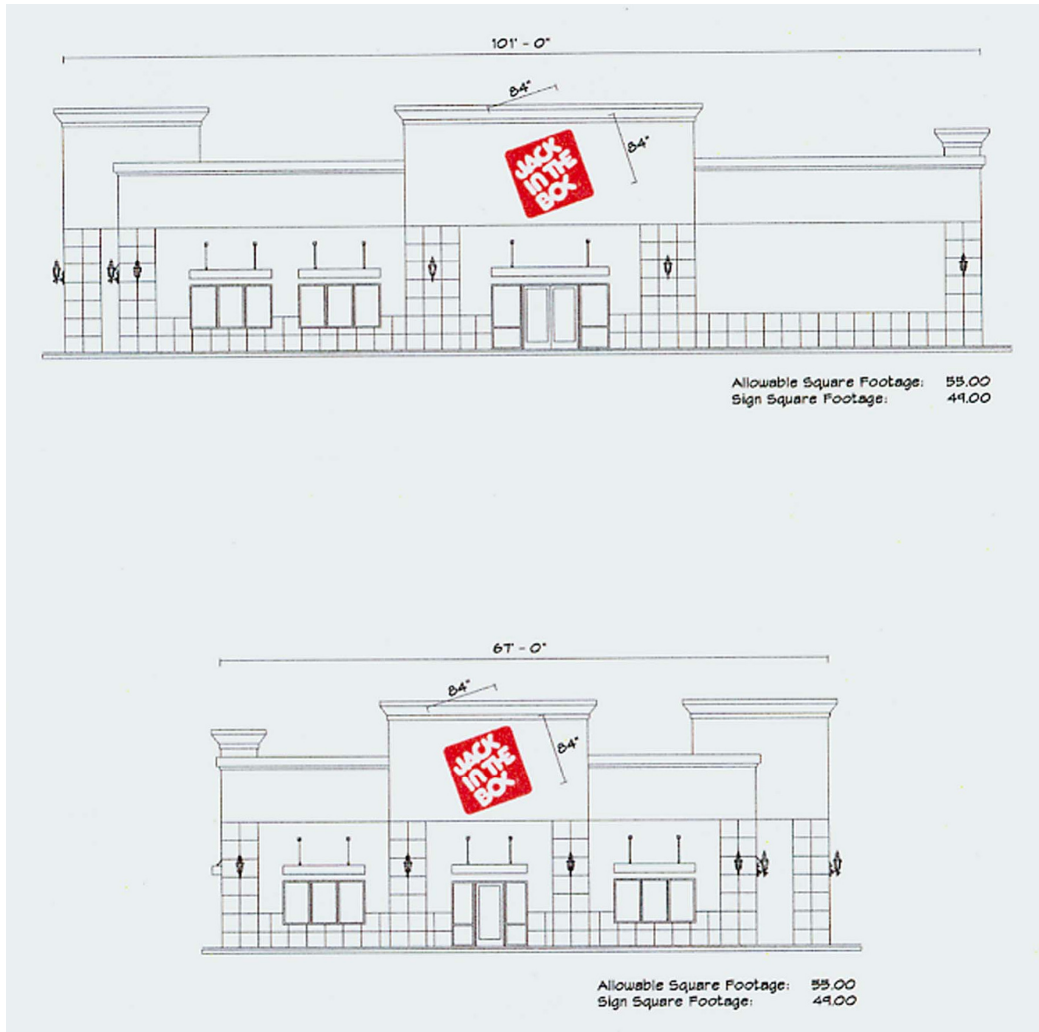 101' - 0"
84"
84"
JACK
IN THE
BOX
Allowable Square Footage: 55.00
Sign Square Footage: 49.00
67' - 0"
84"
84"
JACK
IN THE
BOX
Allowable Square Footage: 55.00
Sign Square Footage: 49.00